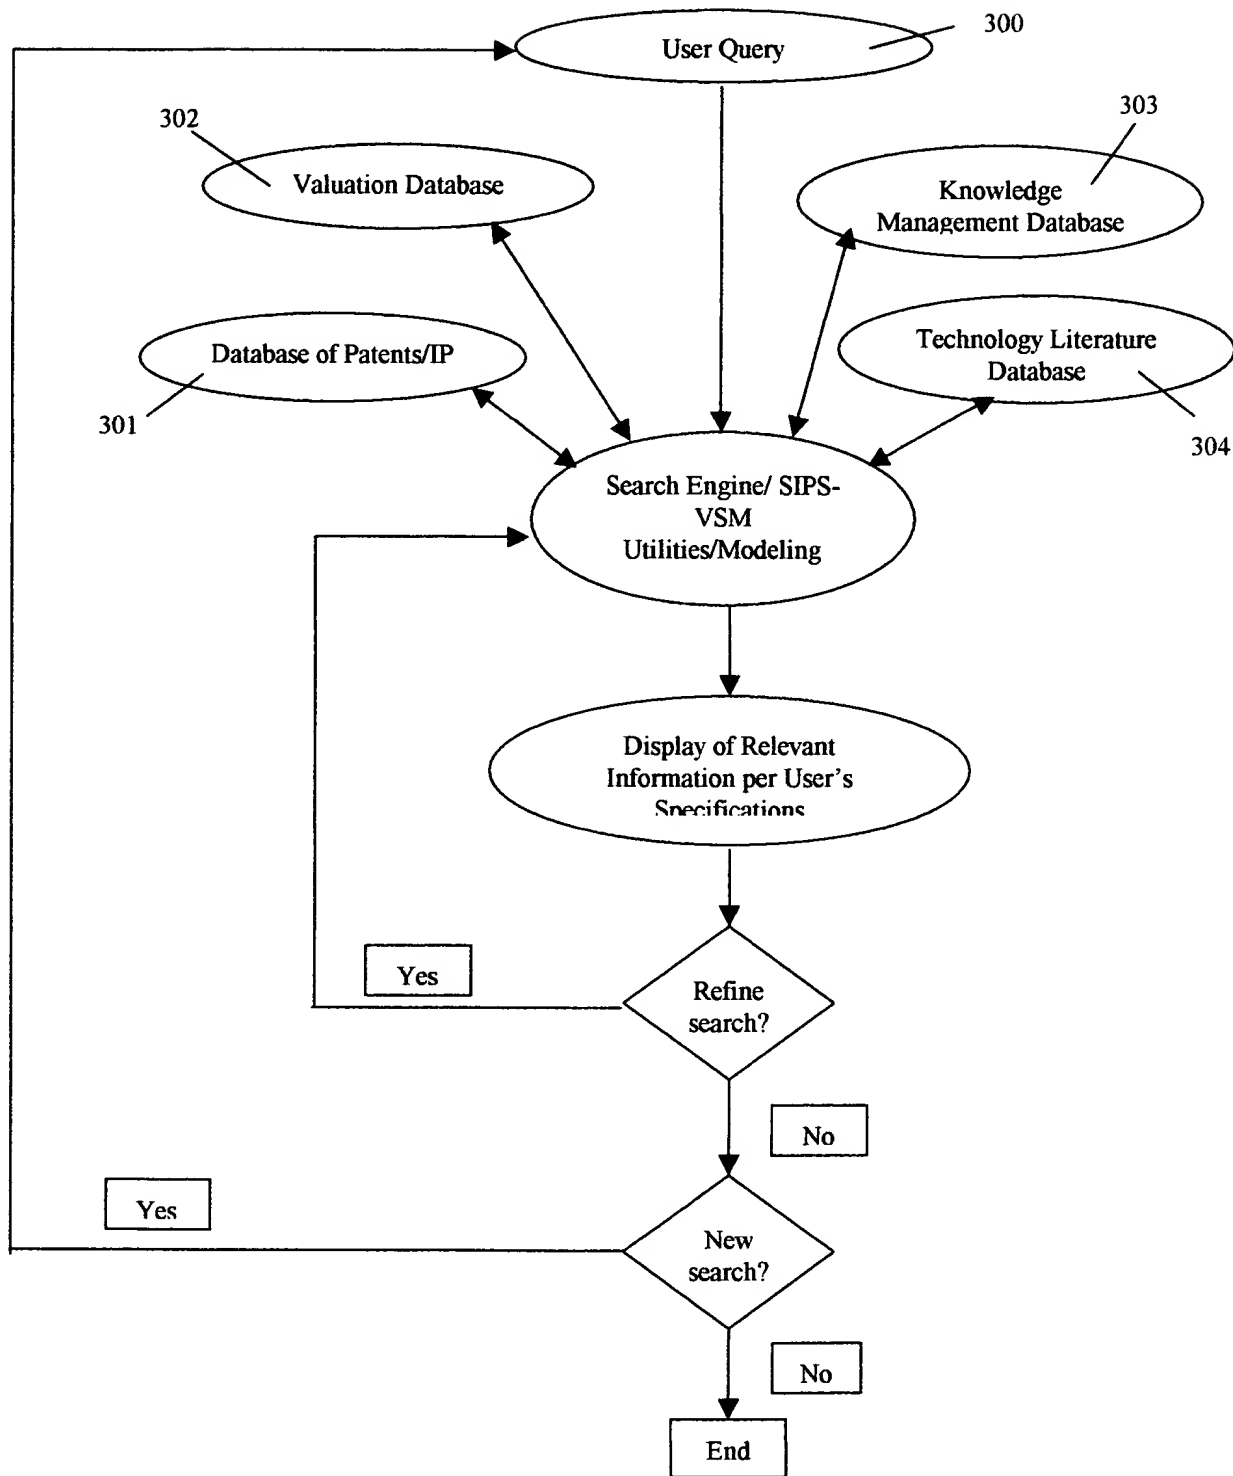 300
User Query
302
303
Valuation Database
Knowledge
Management Database
Database of Patents/IP
Technology Literature
Database
301
304
Search Engine/ SIPS-
VSM
Utilities/Modeling
Display of Relevant
Information per User's
Specifications
Yes
Refine
search?
No
Yes
New
search?
No
End